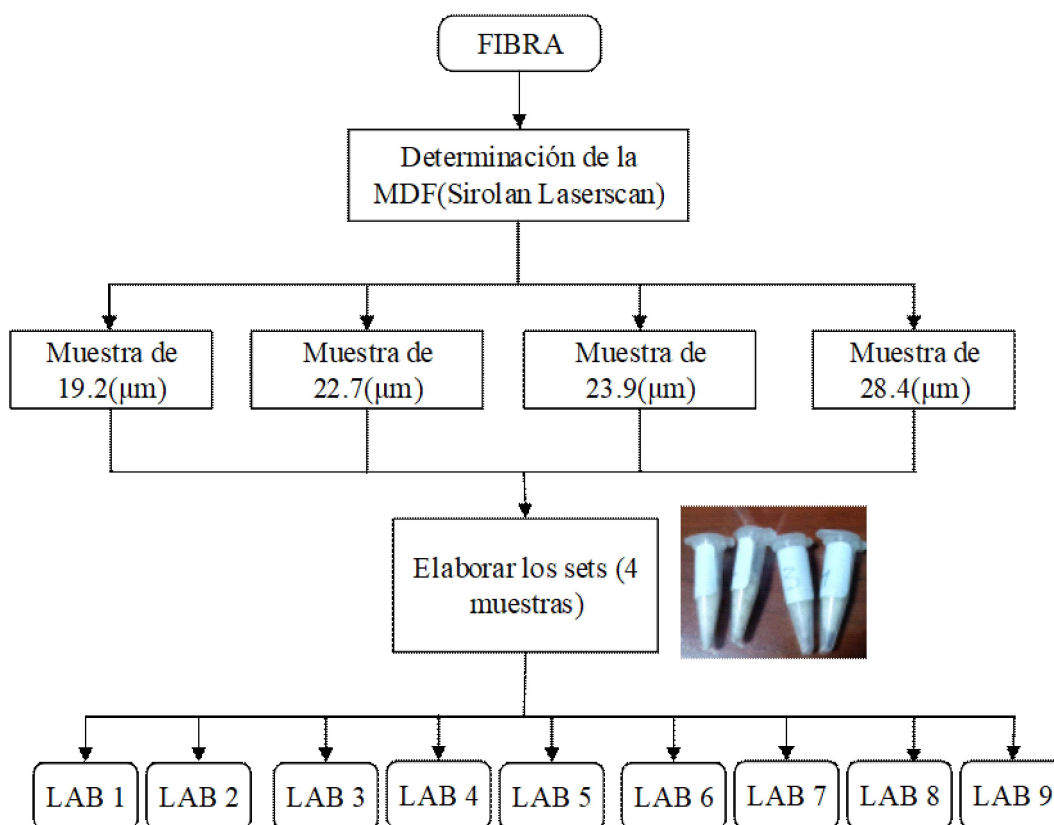 FIBRA
Determinación de la
MDF(Sirolan Laserscan)
Muestra de
19.2(µm)
Muestra de
22.7(µm)
Muestra de
23.9(µm)
Muestra de
28.4(µm)
Elaborar los sets (4
muestras)
LAB 1
LAB 2
LAB 3
LAB 4
LAB 5
LAB 6
LAB 7
LAB 8
LAB 9